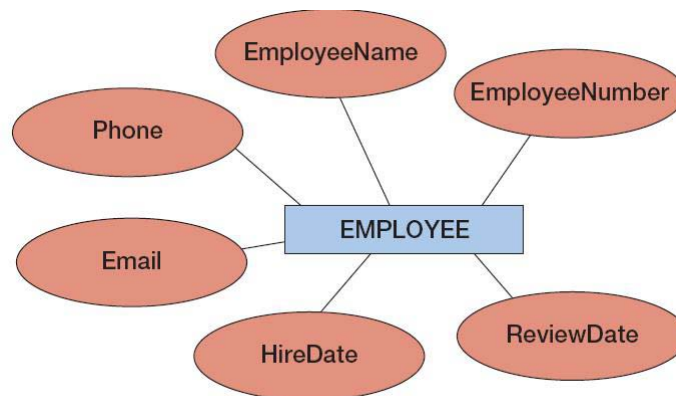 EmployeeName
EmployeeNumber
Phone
EMPLOYEE
Email
ReviewDate
HireDate